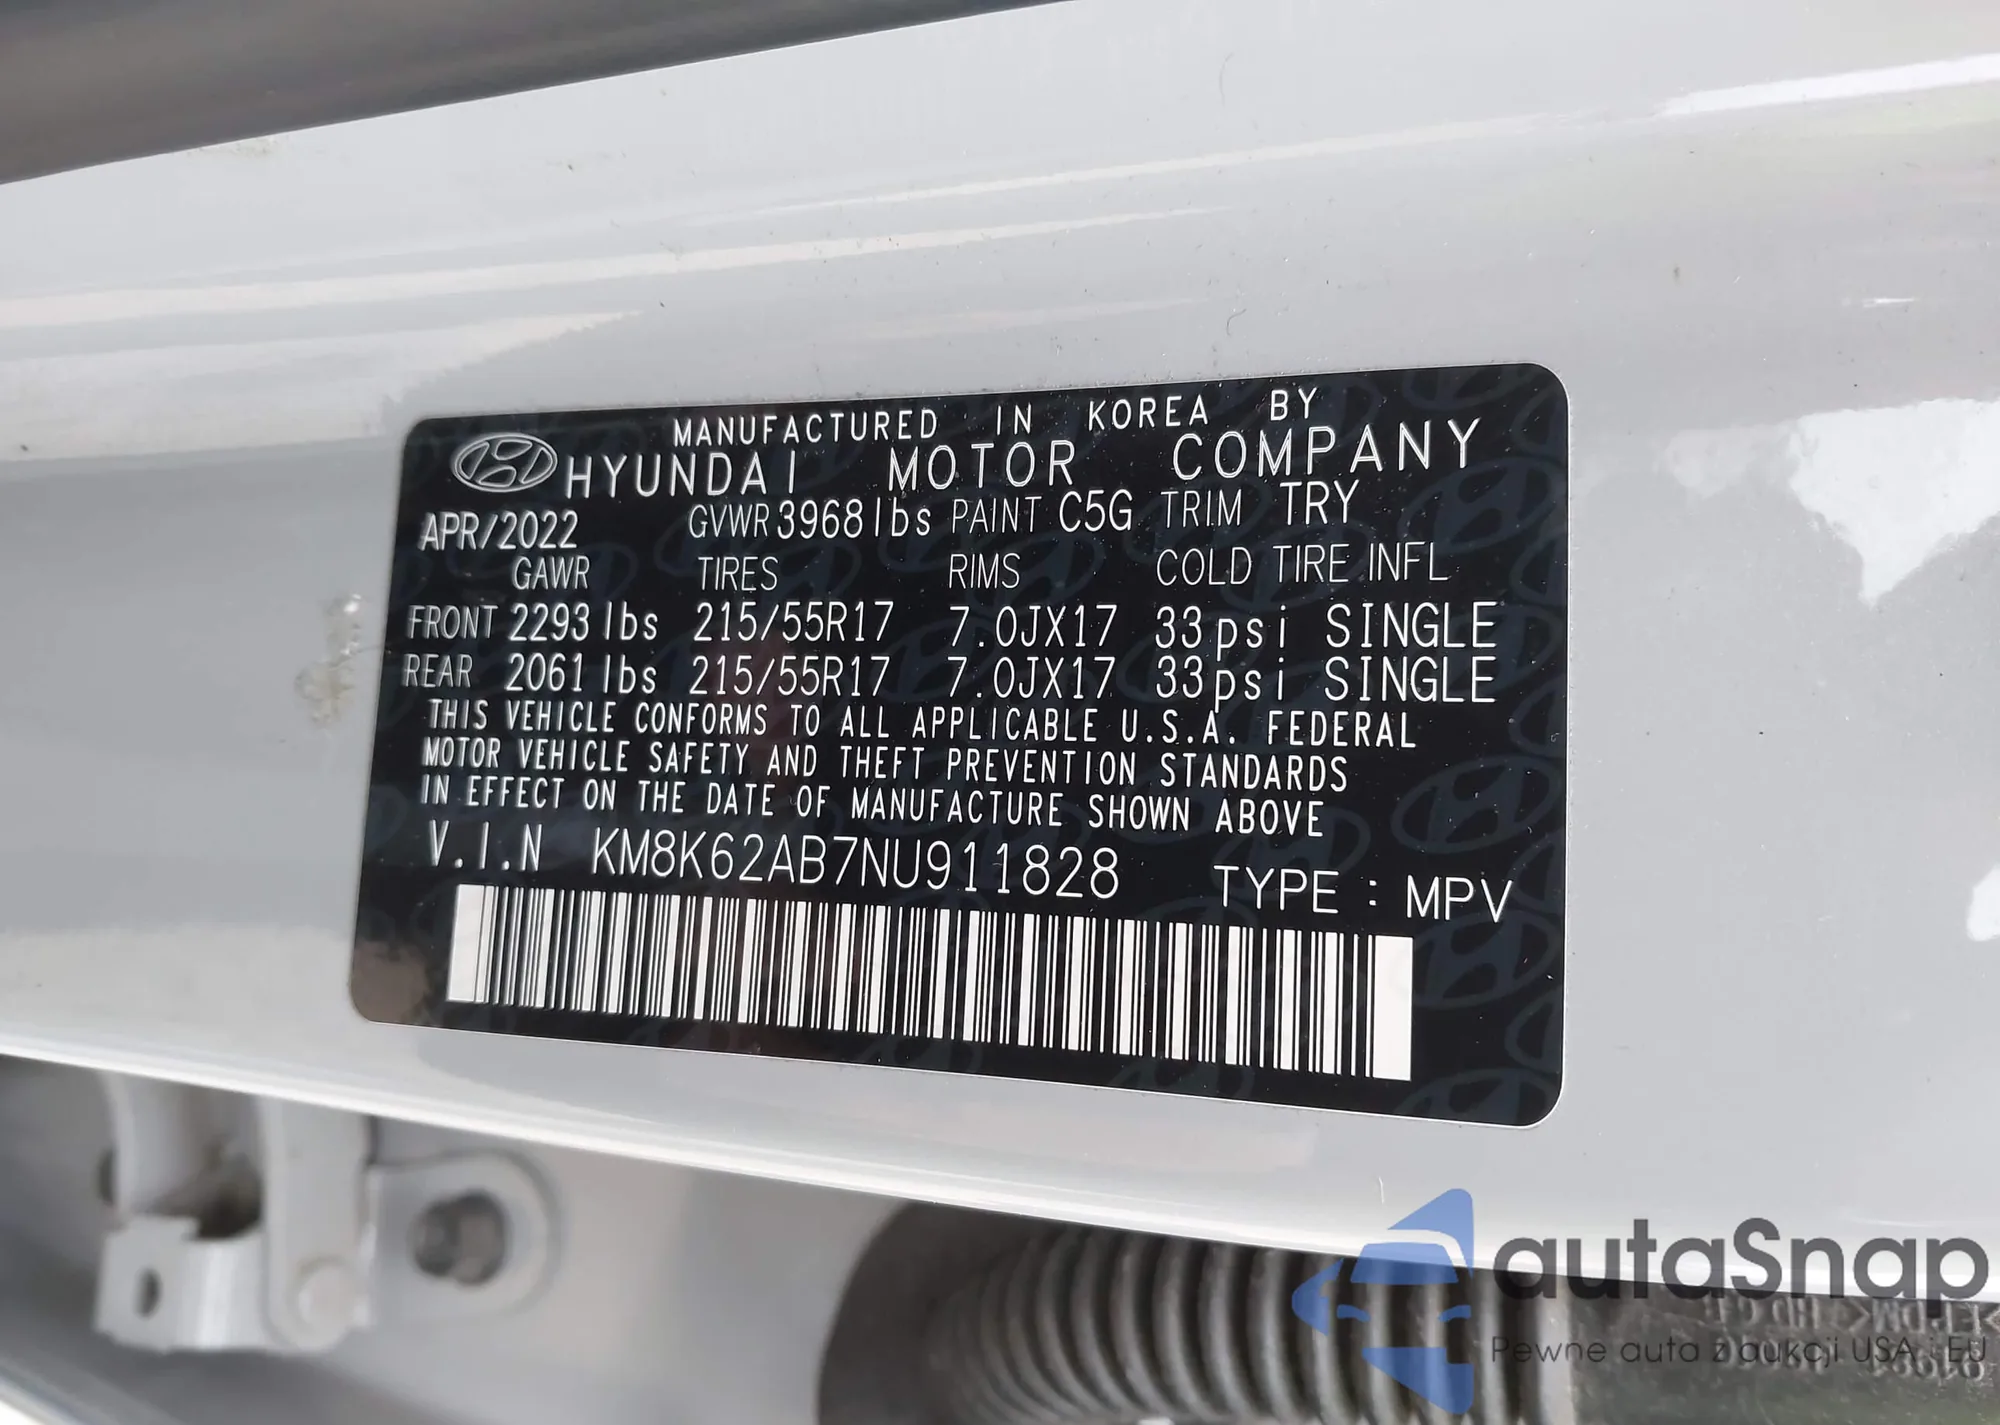 MANUFACTURED IN KOREA BY
HYUNDAI MOTOR COMPANY
APR/2022 GVWR 3968 lbs PAINT C5G TRIM TRY
GAWR TIRES RIMS COLD TIRE INFL
FRONT 2293 lbs 215/55R17 7.0JX17 33psi SINGLE
REAR 2061 lbs 215/55R17 7.0JX17 33psi SINGLE
THIS VEHICLE CONFORMS TO ALL APPLICABLE U.S.A. FEDERAL
MOTOR VEHICLE SAFETY AND THEFT PREVENTION STANDARDS
IN EFFECT ON THE DATE OF MANUFACTURE SHOWN ABOVE
V.I.N KM8K62AB7NU911828 TYPE : MPV
autaSnap
Pewne auta z aukcji USA i EU